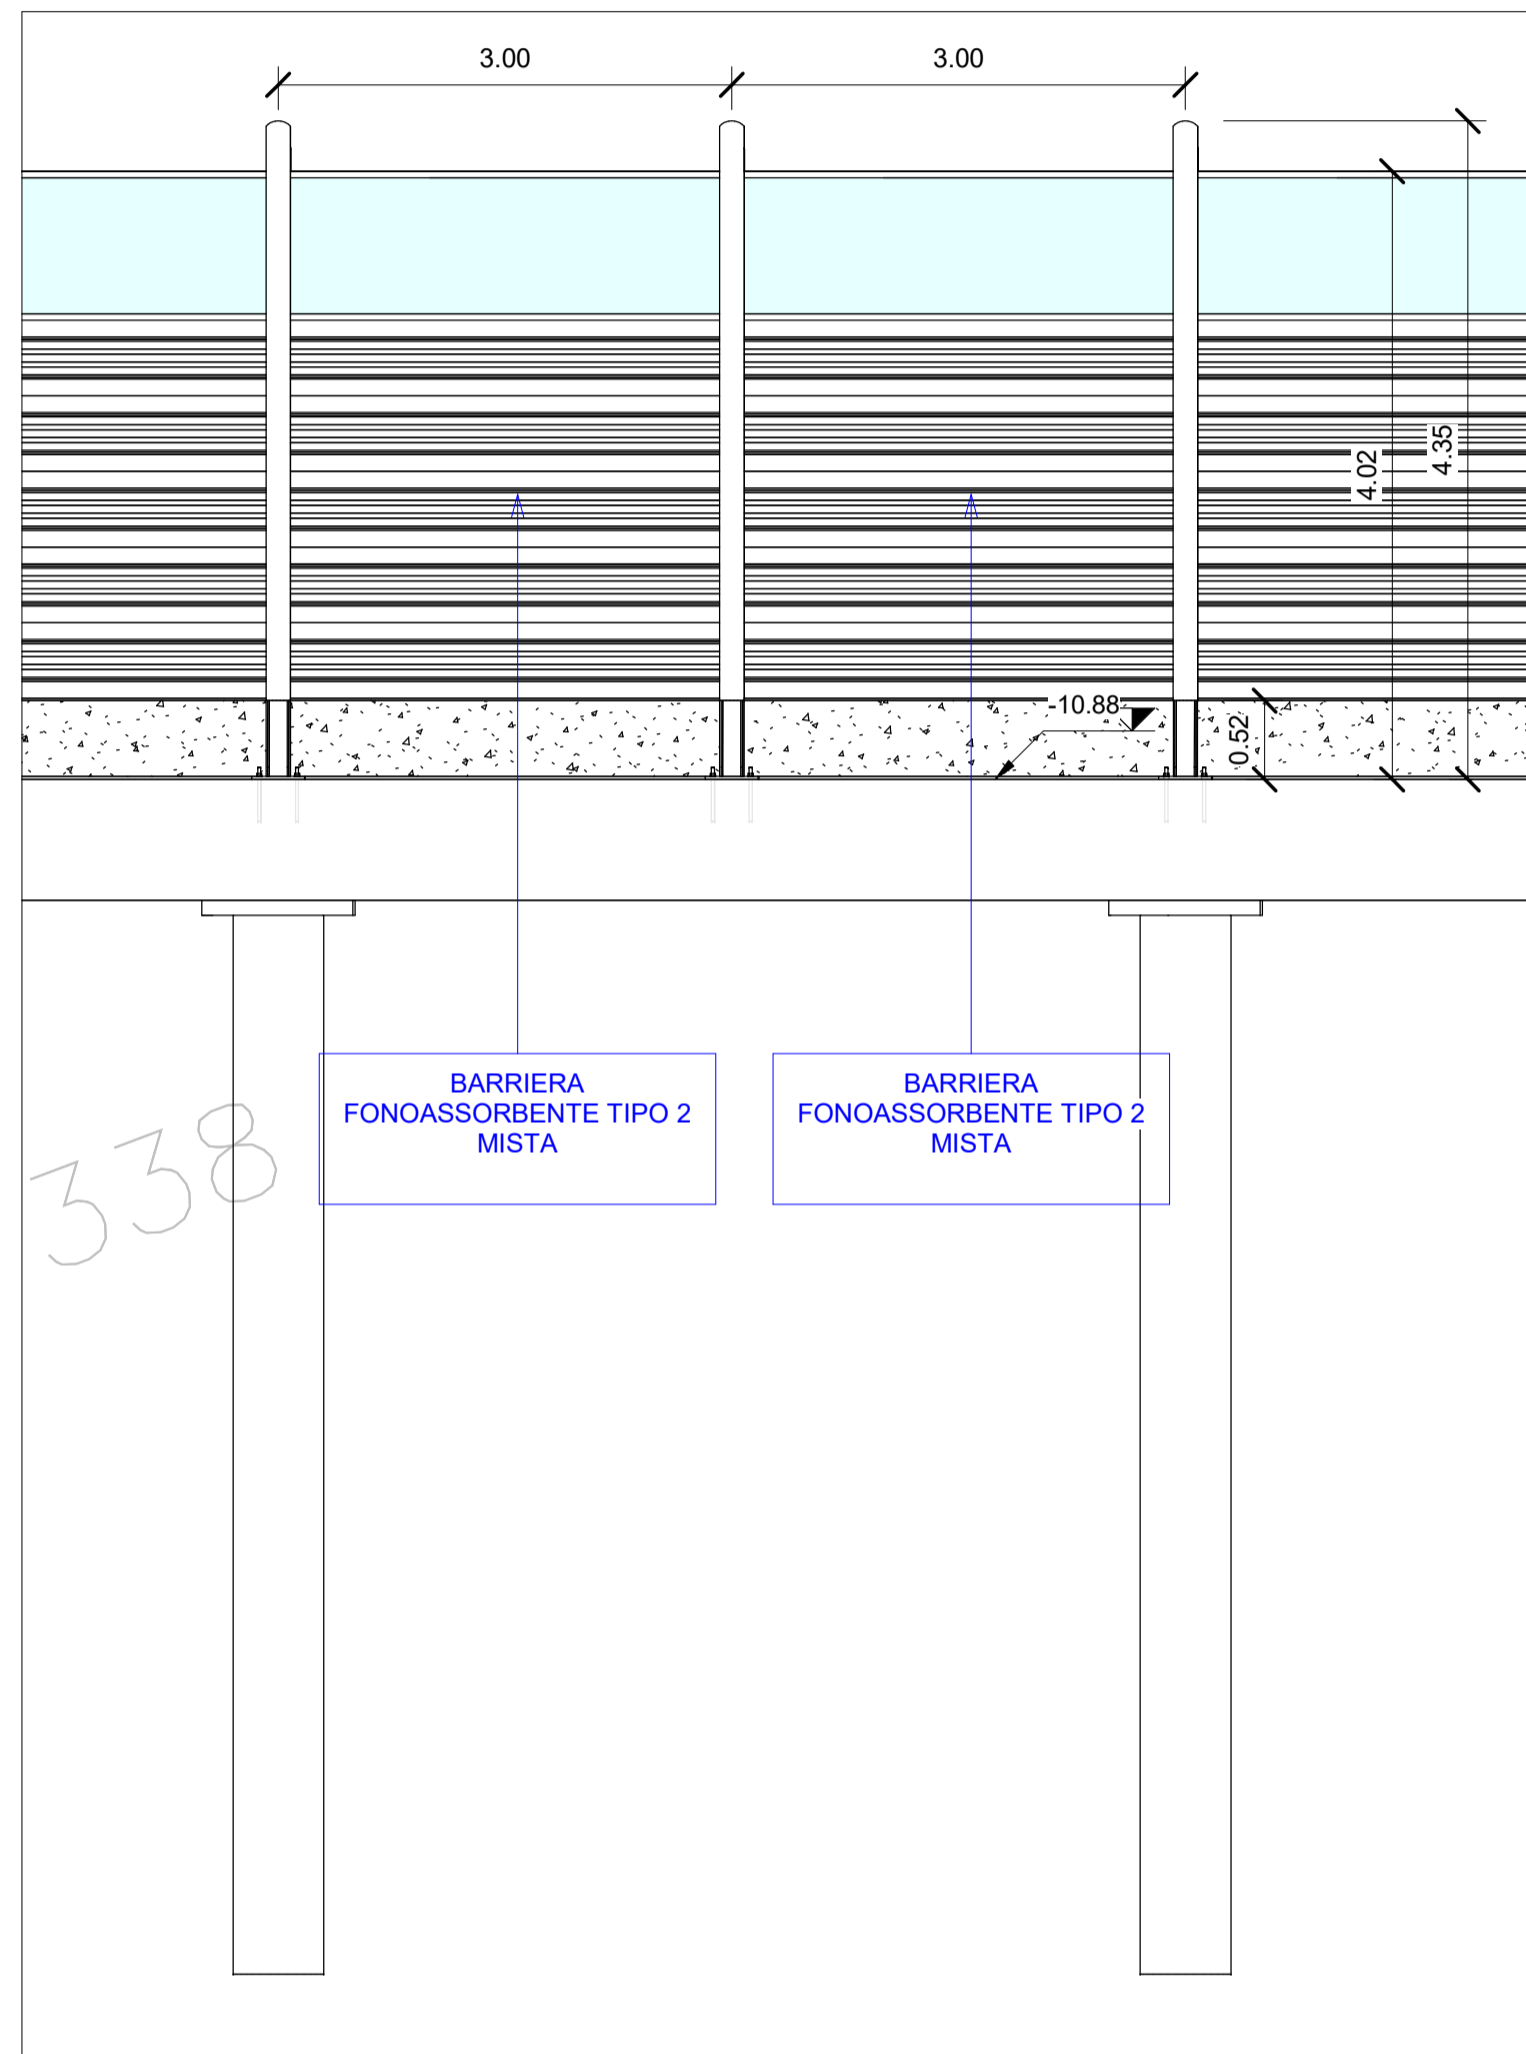 3.00
3.00
4.02
4.35
-10.88
0.52
BARRIERA
FONOASSORBENTE TIPO 2
MISTA
BARRIERA
FONOASSORBENTE TIPO 2
MISTA
338